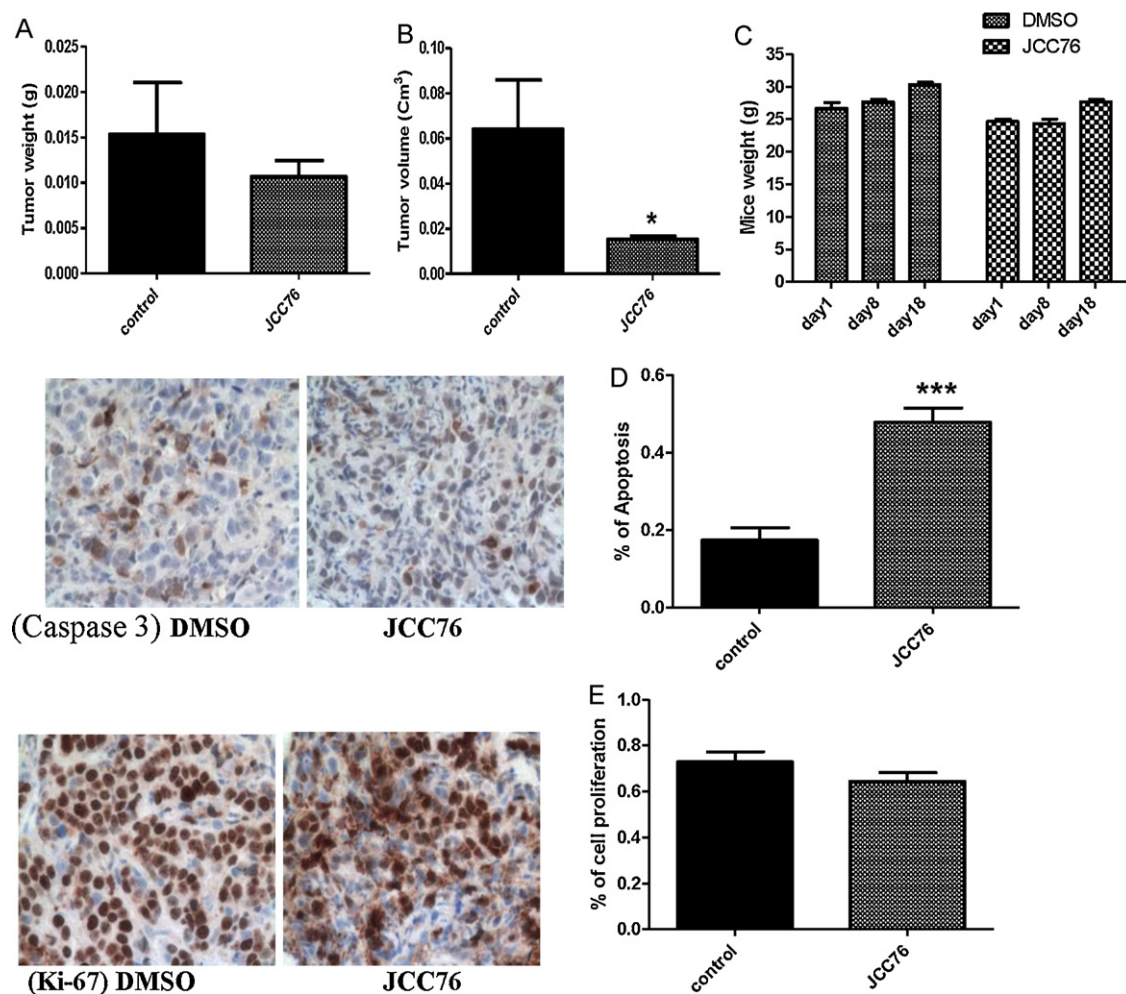 A
Tumor weight (g)
0.025
0.020
0.015
0.010
0.005
0.000
control
JCC76
B
Tumor volume (Cm³)
0.10
0.08
0.06
0.04
0.02
0.00
*
control
JCC76
C
DMSO
JCC76
Mice weight (g)
35
30
25
20
15
10
5
0
day1
day8
day18
day1
day8
day18
(Caspase 3) DMSO
JCC76
D
% of Apoptosis
0.6
0.4
0.2
0.0
***
control
JCC76
(Ki-67) DMSO
JCC76
E
% of cell proliferation
1.0
0.8
0.6
0.4
0.2
0.0
control
JCC76